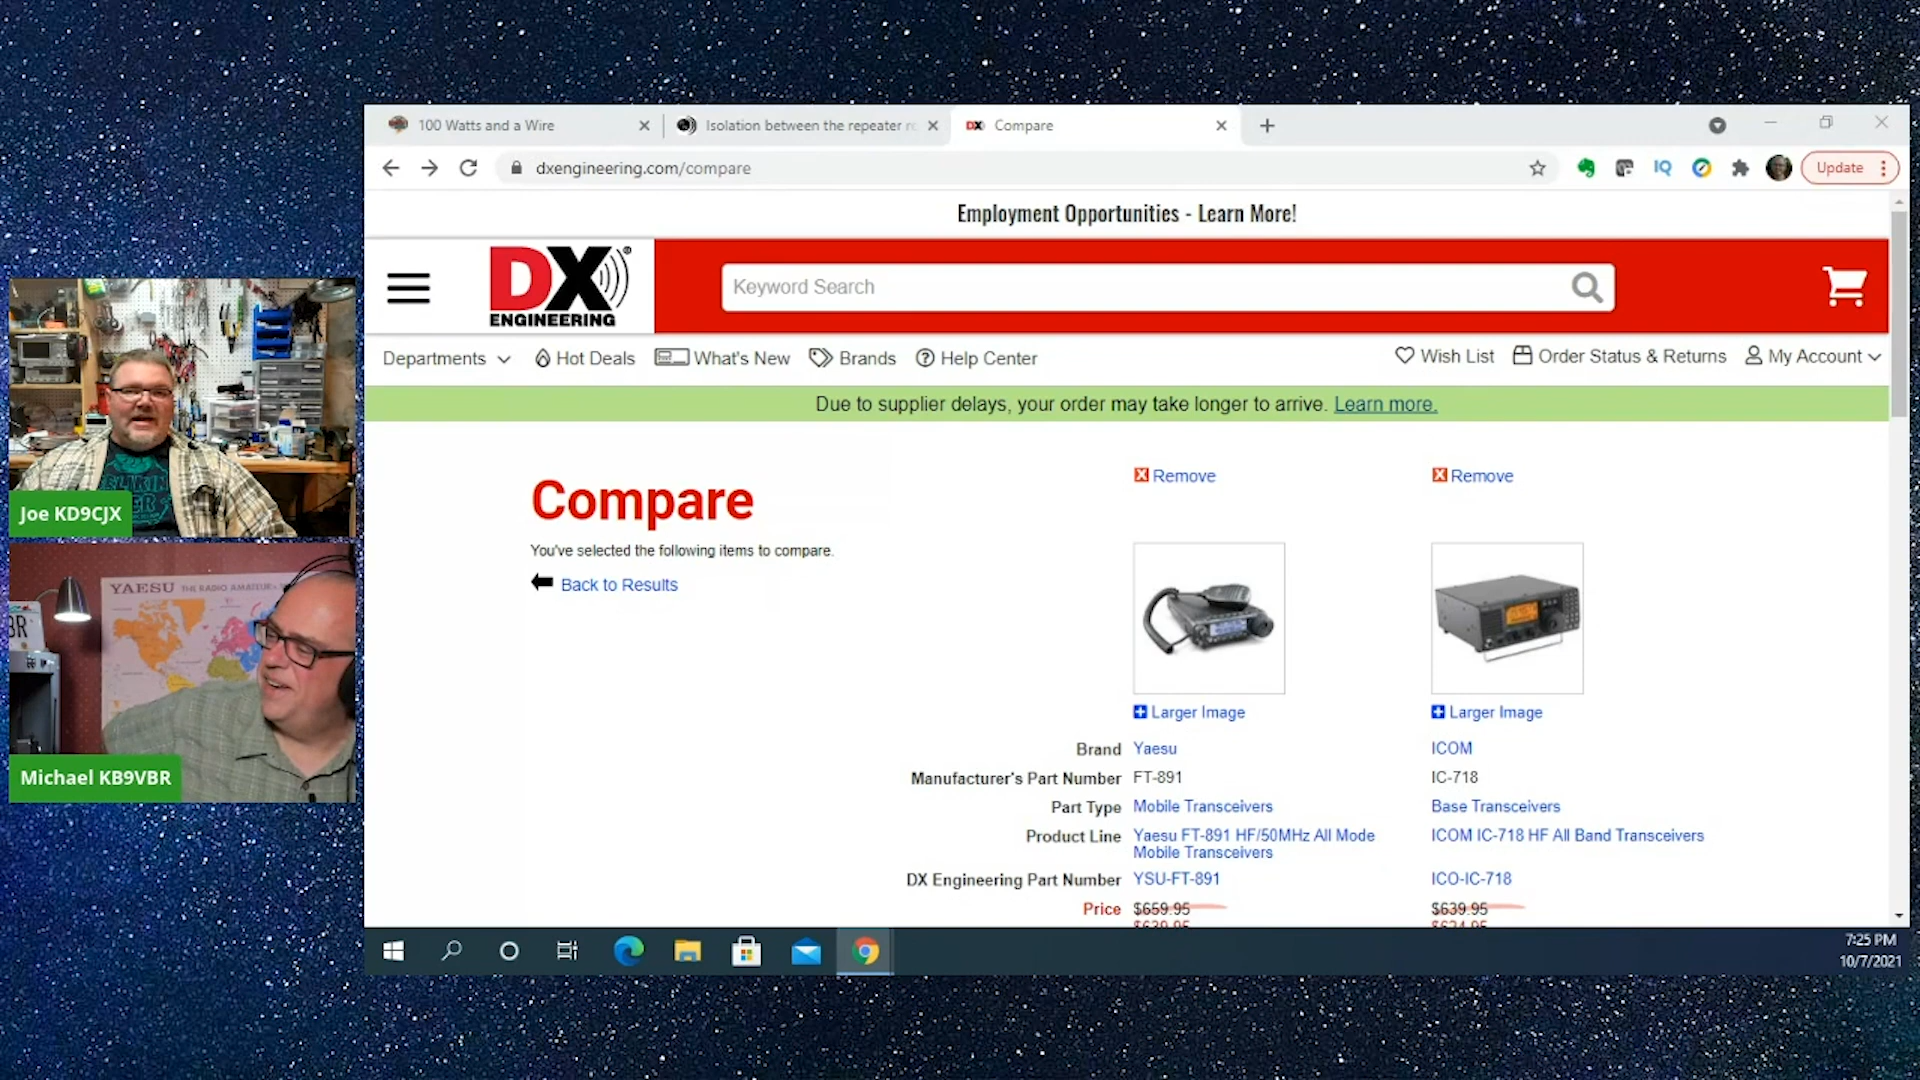 100 Watts and a Wire
Isolation between the repeater
DX Compare
dxengineering.com/compare
IQ
Update
Employment Opportunities - Learn More!
DX
ENGINEERING
Keyword Search
Departments
Hot Deals
What's New
Brands
Help Center
Wish List
Order Status & Returns
My Account
Due to supplier delays, your order may take longer to arrive. Learn more.
Remove
Remove
Compare
You've selected the following items to compare.
Back to Results
Larger Image
Larger Image
Brand Yaesu ICOM
Manufacturer's Part Number FT-891 IC-718
Part Type Mobile Transceivers Base Transceivers
Product Line Yaesu FT-891 HF/50MHz All Mode ICOM IC-718 HF All Band Transceivers
Mobile Transceivers
DX Engineering Part Number YSU-FT-891 ICO-IC-718
Price $659.95 $639.95
Joe KD9CJX
YAESU THE RADIO AMATEUR
BR
Michael KB9VBR
7:25 PM
10/7/2021